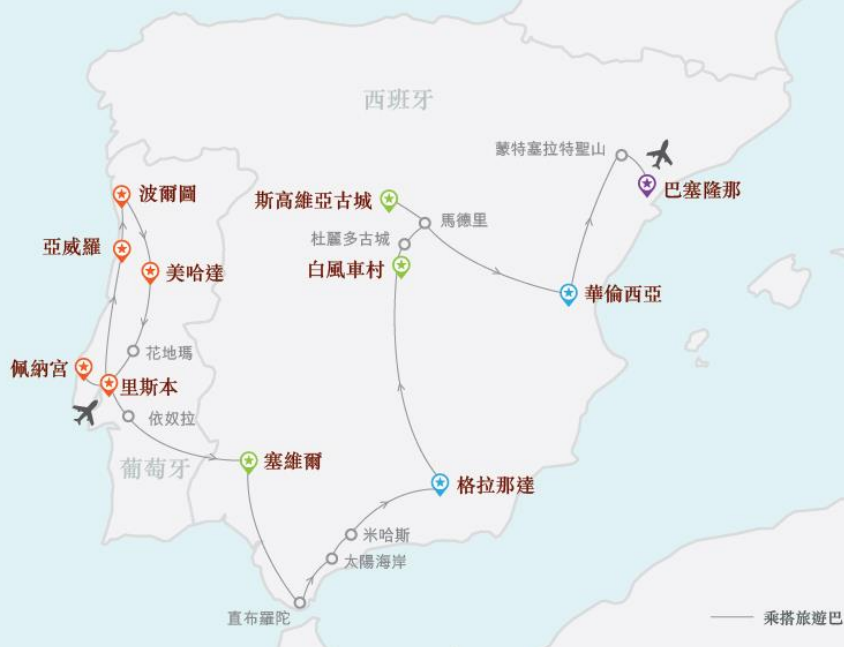 西班牙
蒙特塞拉特聖山
巴塞隆那
波爾圖
斯高維亞古城
馬德里
亞威羅
杜麗多古城
美哈達
白風車村
華倫西亞
花地瑪
佩納宮
里斯本
依奴拉
葡萄牙
塞維爾
格拉那達
米哈斯
太陽海岸
直布羅陀
乘搭旅遊巴